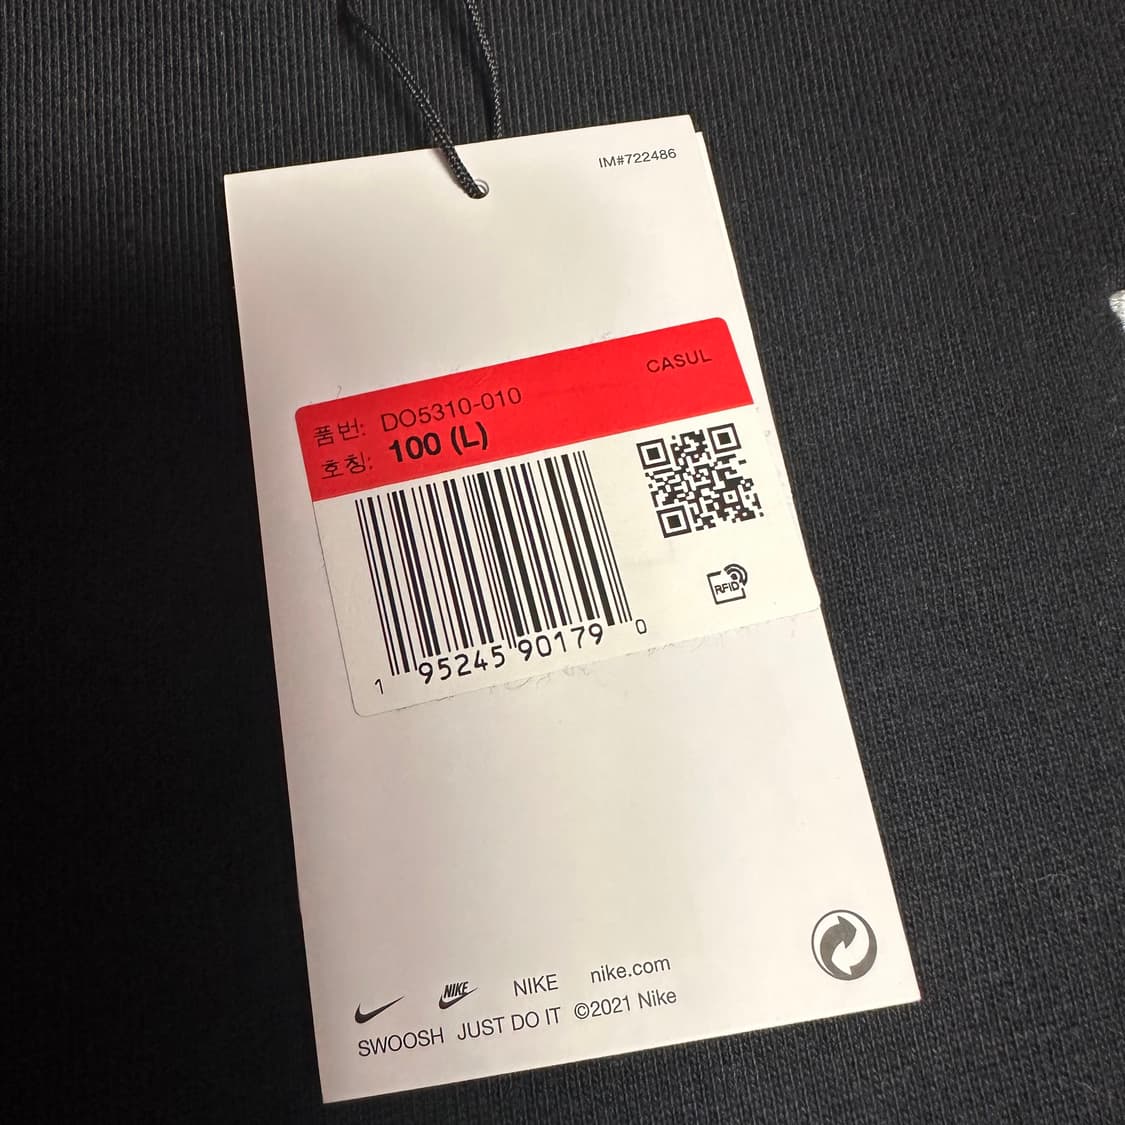 IM#722486
CASUL
품번: DO5310-010
호칭: 100 (L)
1 95245 90179 0
RFID
NIKE NIKE nike.com
SWOOSH JUST DO IT ©2021 Nike